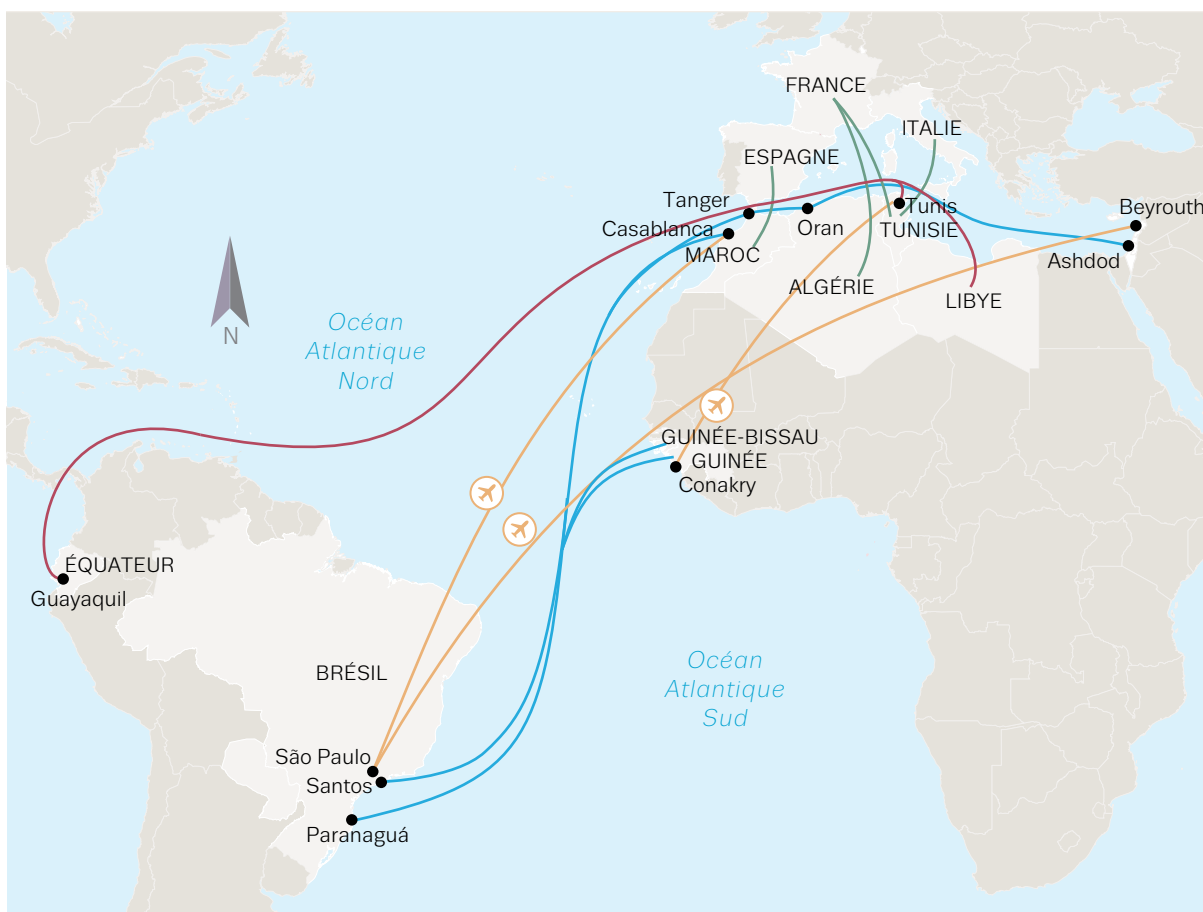 FRANCE
ITALIE
ESPAGNE
Tanger
Tunis
Beyrouth
Casablanca
Oran
TUNISIE
MAROC
Ashdod
ALGÉRIE
LIBYE
N
Océan
Atlantique
Nord
GUINÉE-BISSAU
GUINÉE
Conakry
ÉQUATEUR
Guayaquil
BRÉSIL
Océan
Atlantique
Sud
São Paulo
Santos
Paranaguá